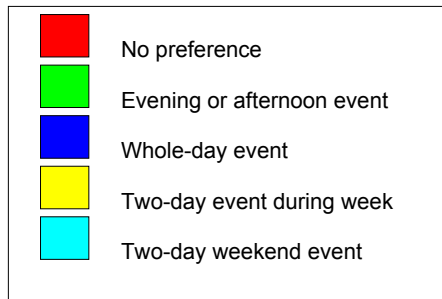 No preference
Evening or afternoon event
Whole-day event
Two-day event during week
Two-day weekend event